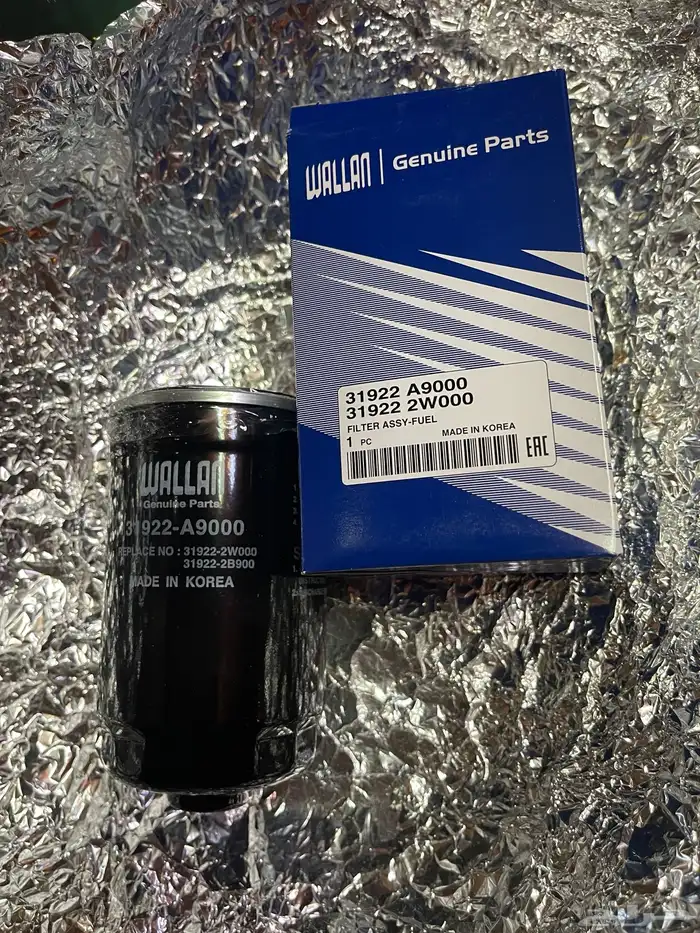 WALLAN | Genuine Parts
31922 A9000
31922 2W000
FILTER ASSY-FUEL
1 PC MADE IN KOREA
EAC
WALLAN
Genuine Parts
31922-A9000
REPLACE NO : 31922-2W000
31922-2B900
MADE IN KOREA
حراج